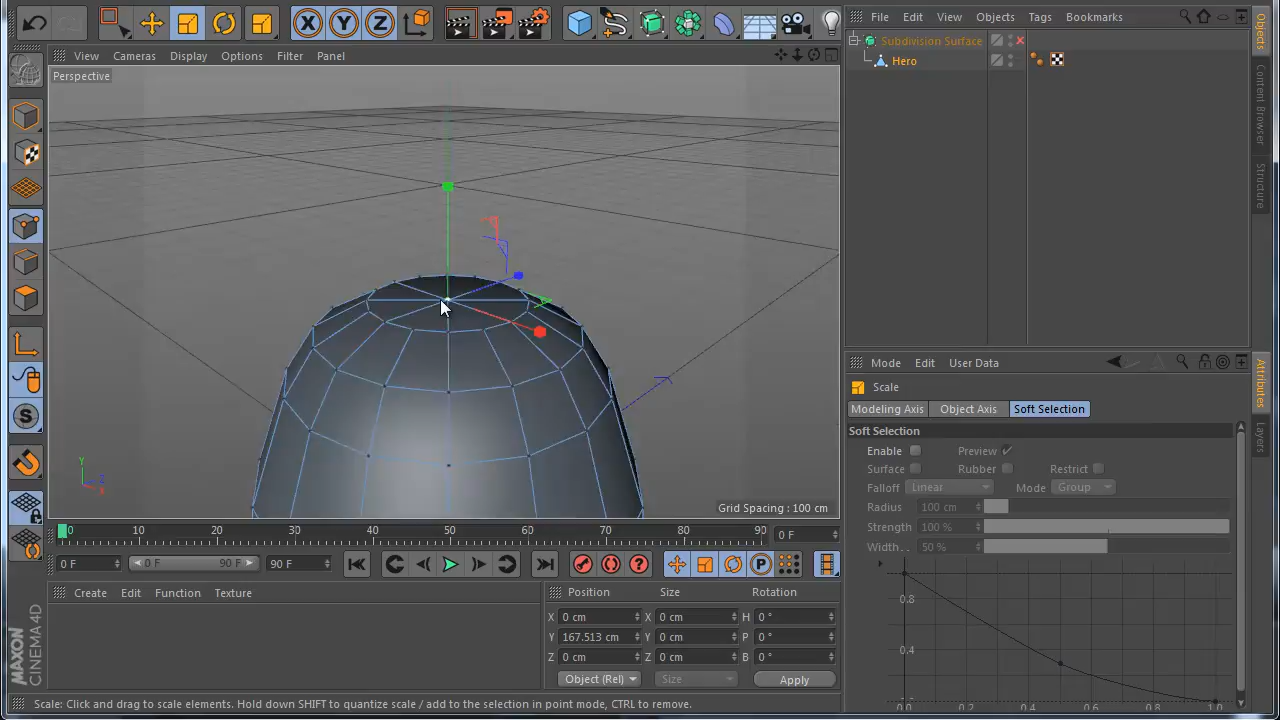 File Edit View Objects Tags Bookmarks
Subdivision Surface
Hero
View Cameras Display Options Filter Panel
Perspective
Y
Z
X
Grid Spacing : 100 cm
0 10 20 30 40 50 60 70 80 90 0 F
0 F 0 F 90 F 90 F
Create Edit Function Texture
Position Size Rotation
X 0 cm X 0 cm H 0 °
Y 167.513 cm Y 0 cm P 0 °
Z 0 cm Z 0 cm B 0 °
Object (Rel) Size Apply
Scale: Click and drag to scale elements. Hold down SHIFT to quantize scale / add to the selection in point mode, CTRL to remove.
Mode Edit User Data
Scale
Modeling Axis Object Axis Soft Selection
Soft Selection
Enable Preview
Surface Rubber Restrict
Falloff Linear Mode Group
Radius 100 cm
Strength 100 %
Width. . 50 %
0.8
0.4
0.0 0.2 0.4 0.6 0.8 1.0
Objects
Content Browser
Structure
Attributes
Layers
MAXON
CINEMA 4D
X Y Z
S
P